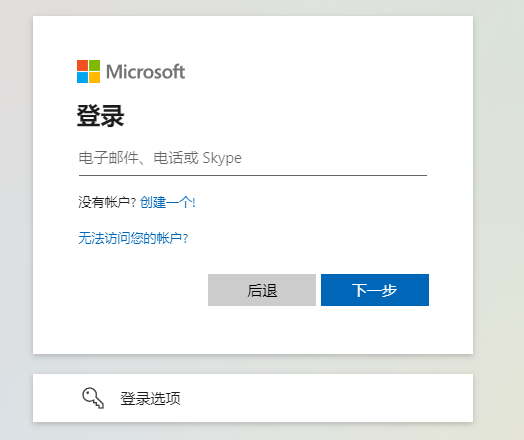 Microsoft
登录
电子邮件、电话或 Skype
没有帐户? 创建一个!
无法访问您的帐户?
后退 下一步
登录选项